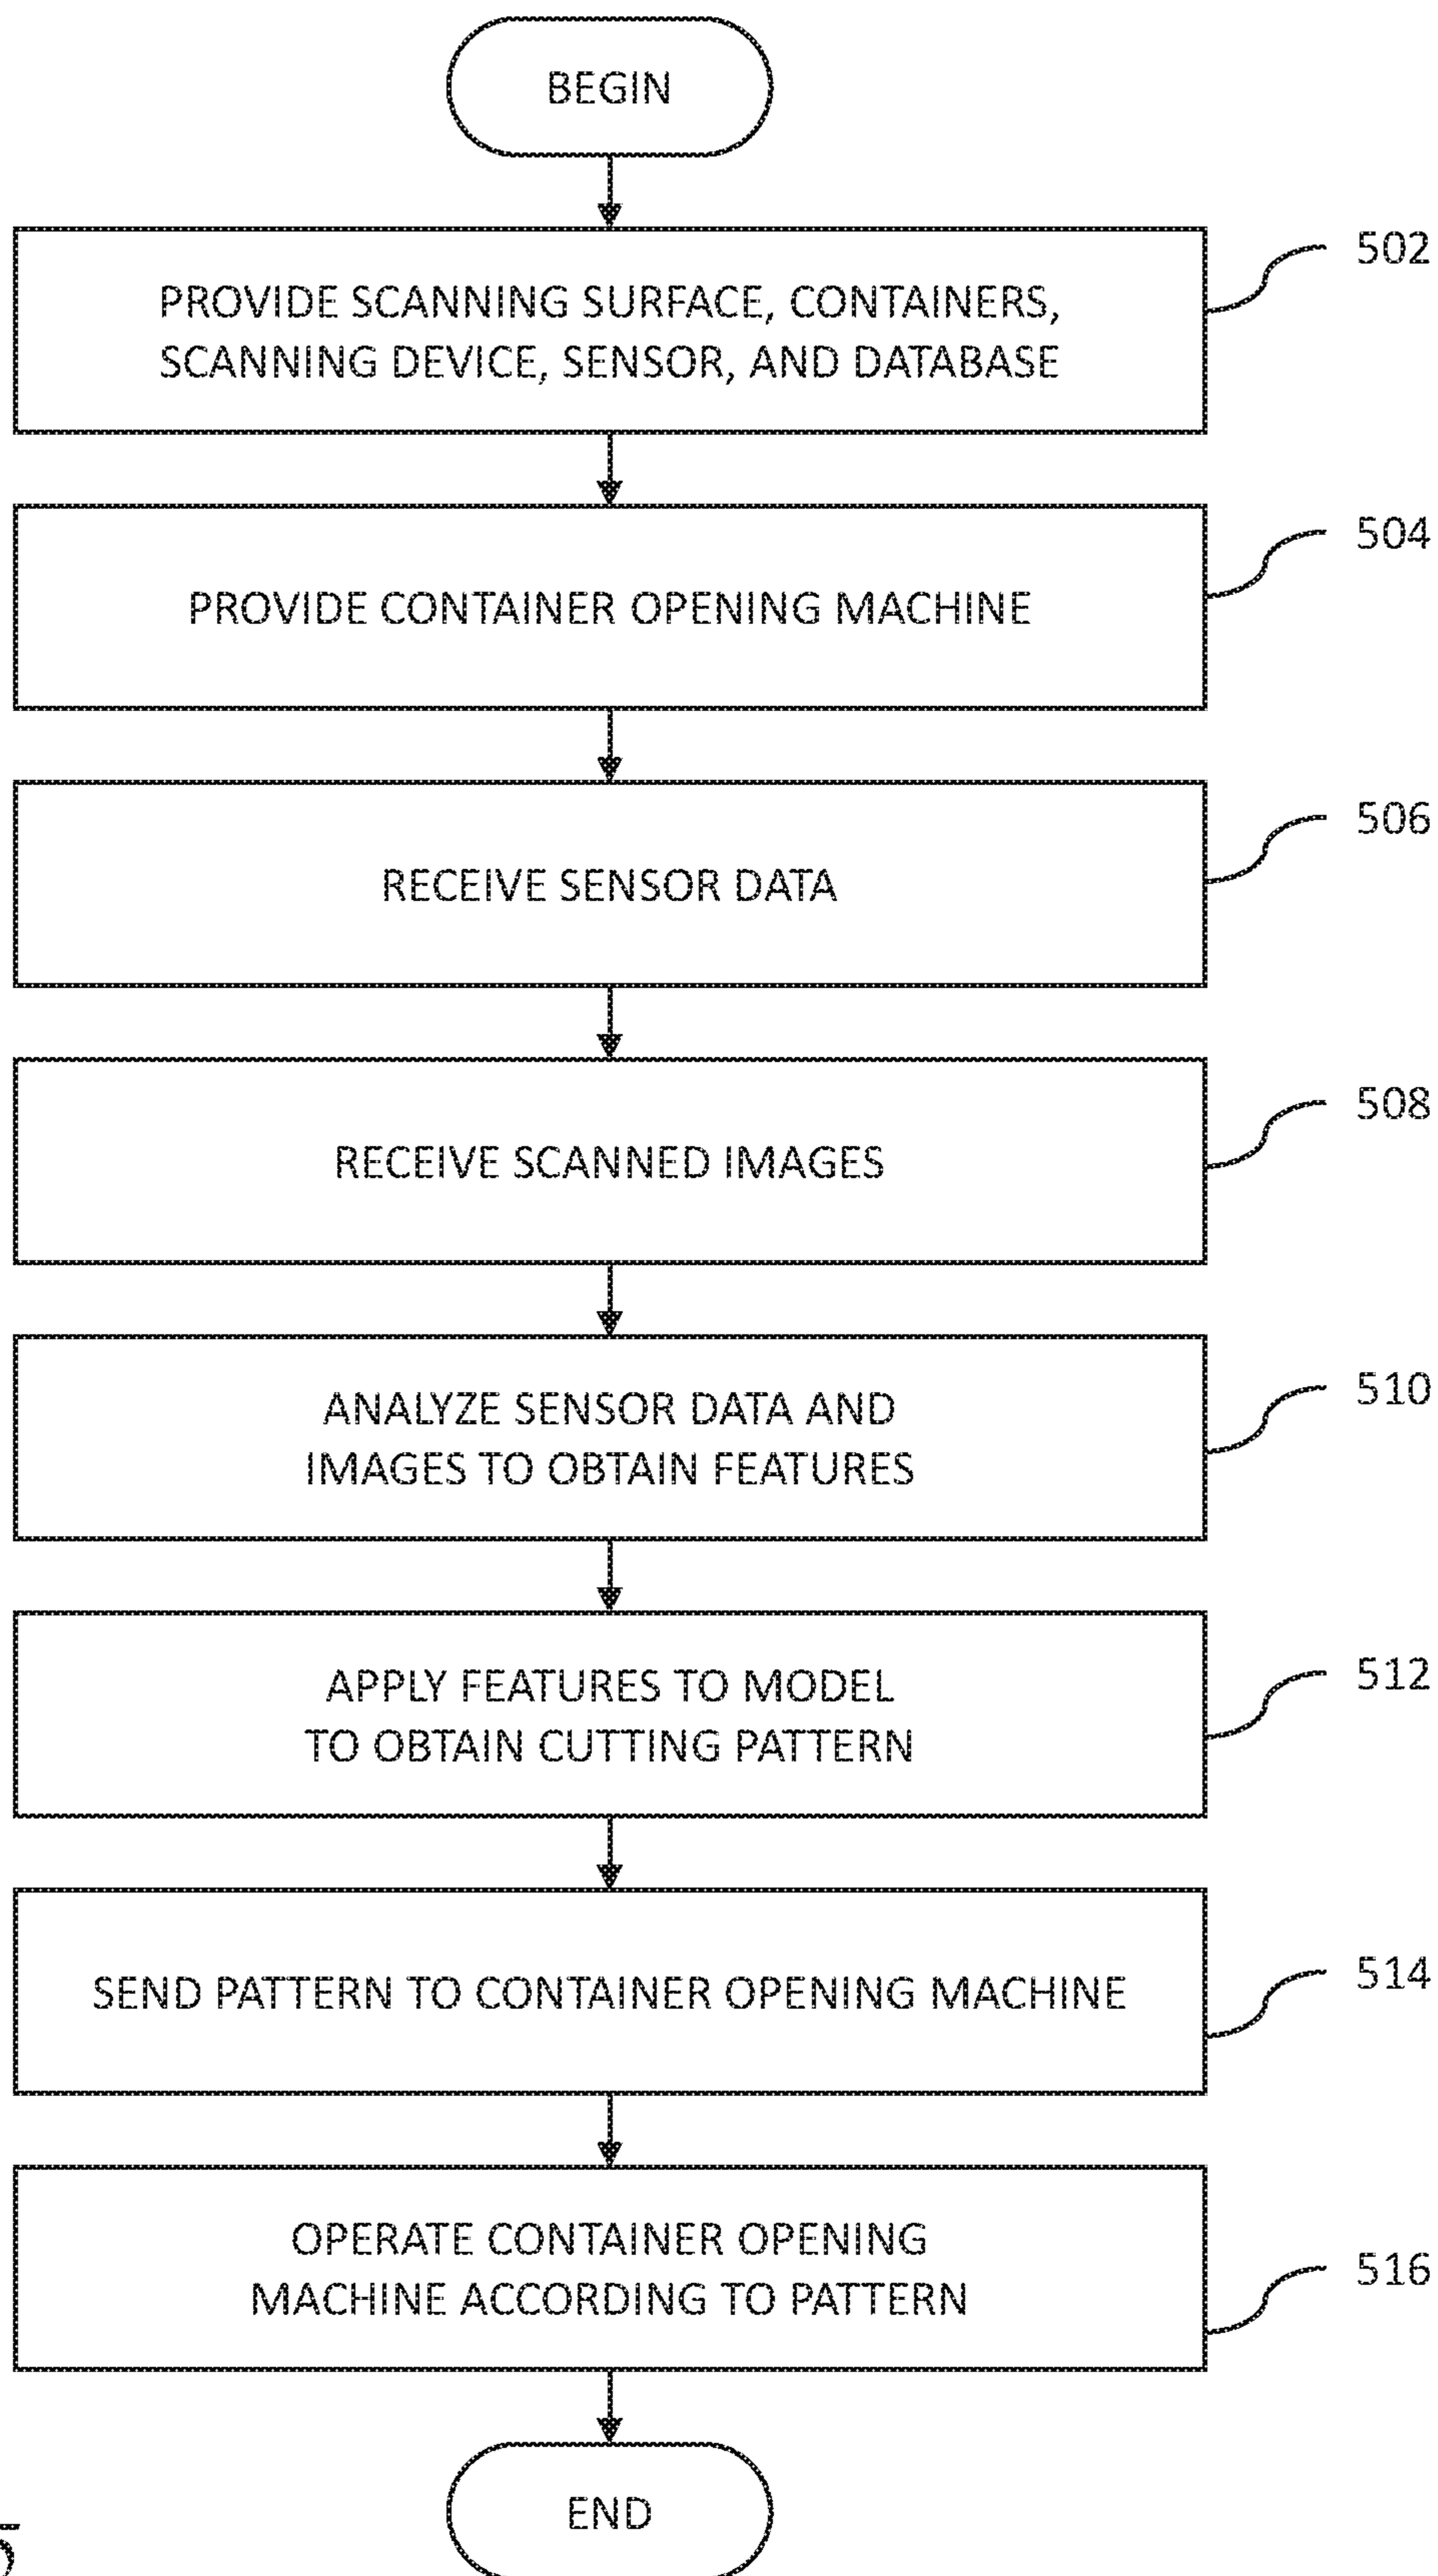 BEGIN
PROVIDE SCANNING SURFACE, CONTAINERS,
SCANNING DEVICE, SENSOR, AND DATABASE
502
PROVIDE CONTAINER OPENING MACHINE
504
RECEIVE SENSOR DATA
506
RECEIVE SCANNED IMAGES
508
ANALYZE SENSOR DATA AND
IMAGES TO OBTAIN FEATURES
510
APPLY FEATURES TO MODEL
TO OBTAIN CUTTING PATTERN
512
SEND PATTERN TO CONTAINER OPENING MACHINE
514
OPERATE CONTAINER OPENING
MACHINE ACCORDING TO PATTERN
516
END